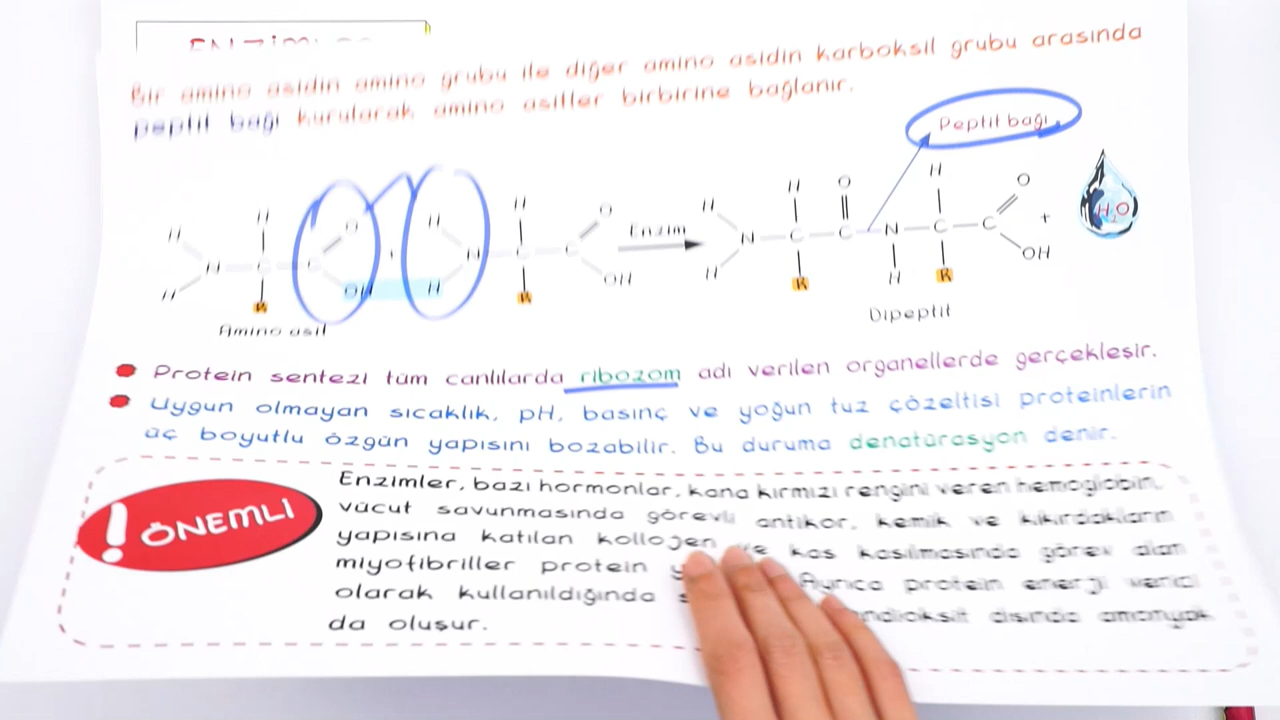 Bir amino asidin amino grubu ile diğer amino asidin karboksil grubu arasında
peptit bağı kurularak amino asitler birbirine bağlanır.
Peptit bağı
H H O H H O H H O H O
H N C C + H N C C Enzim N C C N C C + H₂O
H R OH H R OH H R H R OH
Amino asit
Dipeptit
Protein sentezi tüm canlılarda ribozom adı verilen organellerde gerçekleşir.
Uygun olmayan sıcaklık, pH, basınç ve yoğun tuz çözeltisi proteinlerin
üç boyutlu özgün yapısını bozabilir. Bu duruma denatürasyon denir.
! ÖNEMLİ
Enzimler, bazı hormonlar, kana kırmızı rengini veren hemoglobin,
vücut savunmasında görevli antikor, kemik ve kıkırdakların
yapısına katılan kollojen ile kas kasılmasında görev alan
miyofibriller protein Ayrıca protein enerji verici
olarak kullanıldığında dışında amonyak
da oluşur.